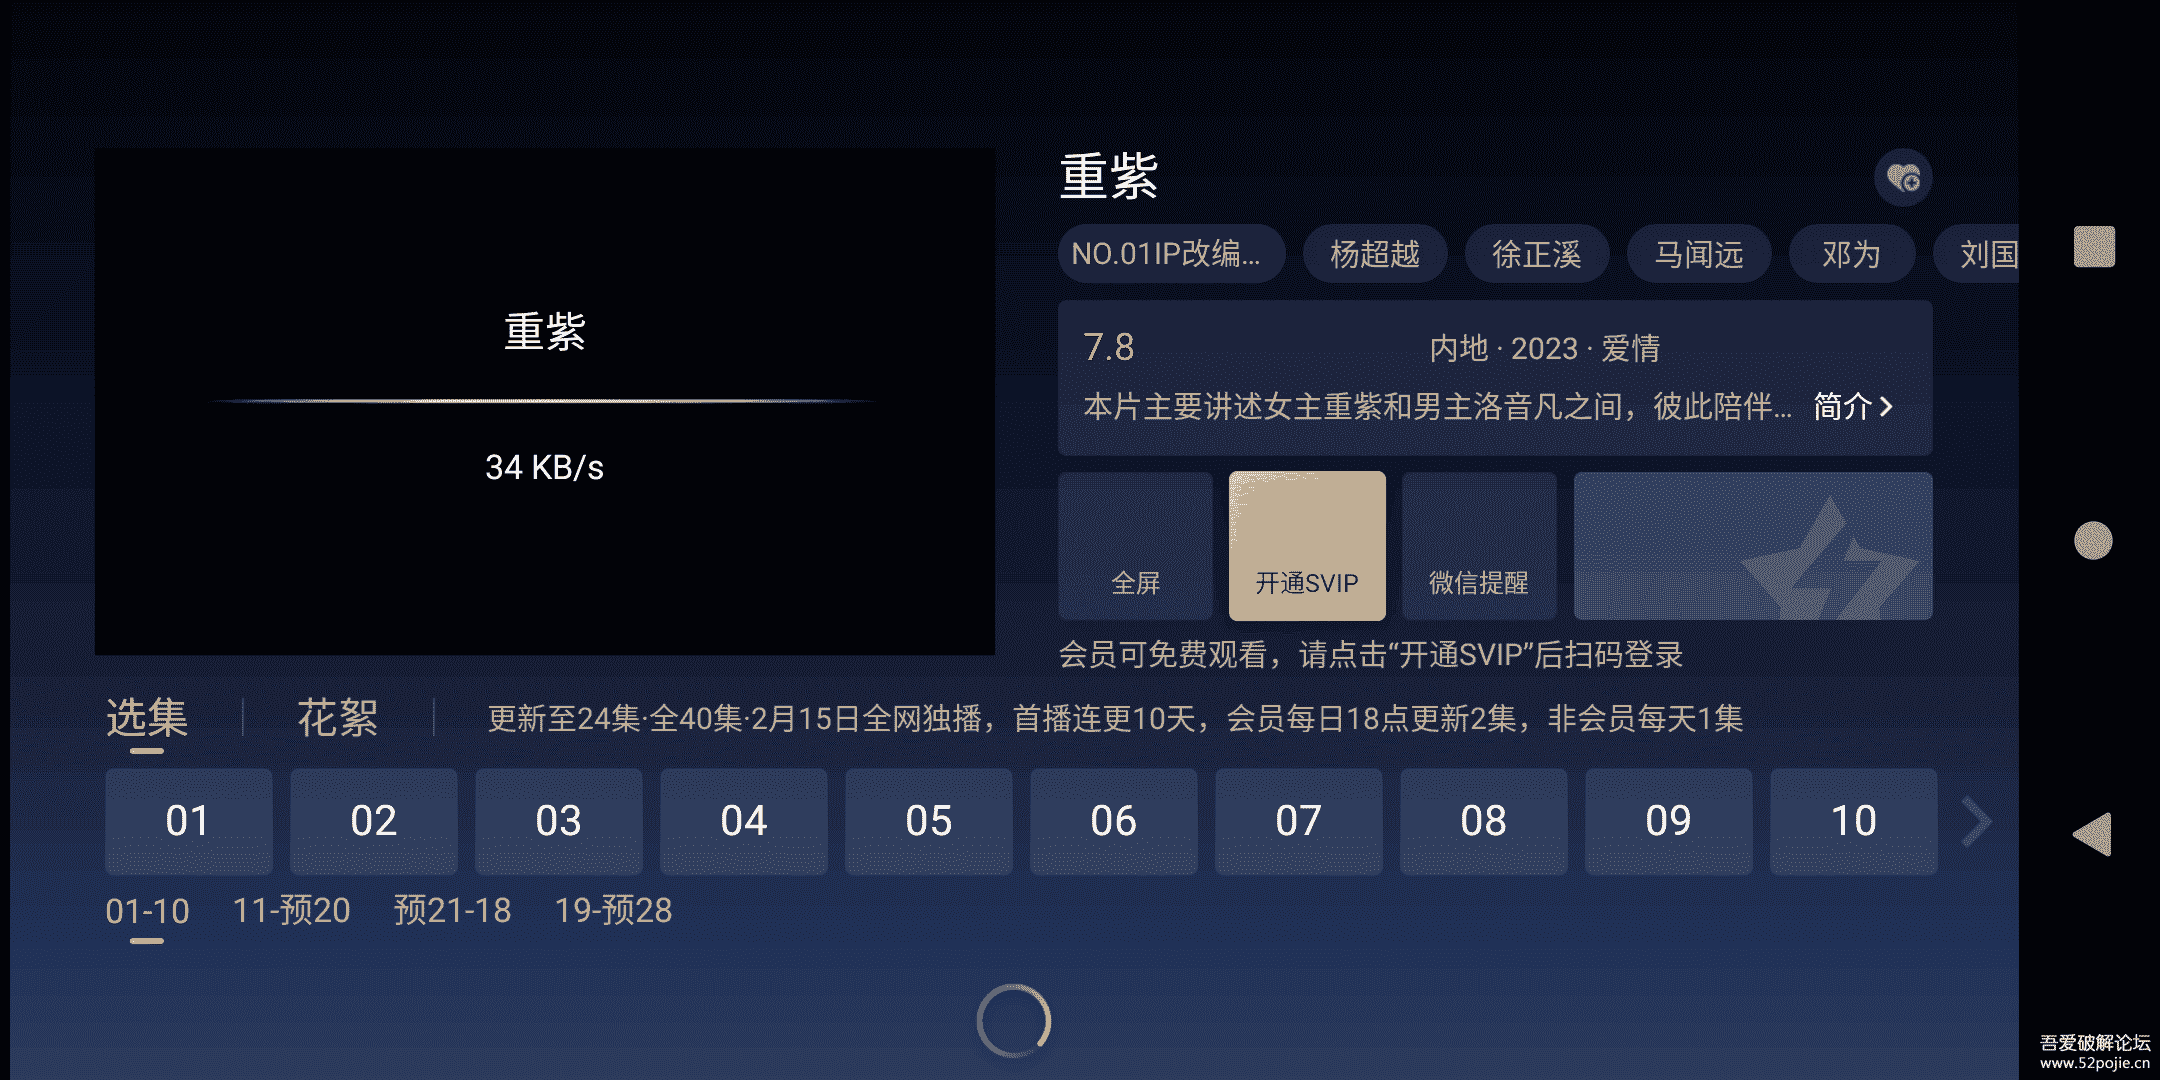 重紫
34 KB/s
重紫
NO.01IP改编...
杨超越
徐正溪
马闻远
邓为
刘国
7.8
内地 · 2023 · 爱情
本片主要讲述女主重紫和男主洛音凡之间，彼此陪伴...
简介
全屏
开通SVIP
微信提醒
会员可免费观看，请点击“开通SVIP”后扫码登录
选集
花絮
更新至24集·全40集·2月15日全网独播，首播连更10天，会员每日18点更新2集，非会员每天1集
01
02
03
04
05
06
07
08
09
10
01-10
11-预20
预21-18
19-预28
吾爱破解论坛
www.52pojie.cn